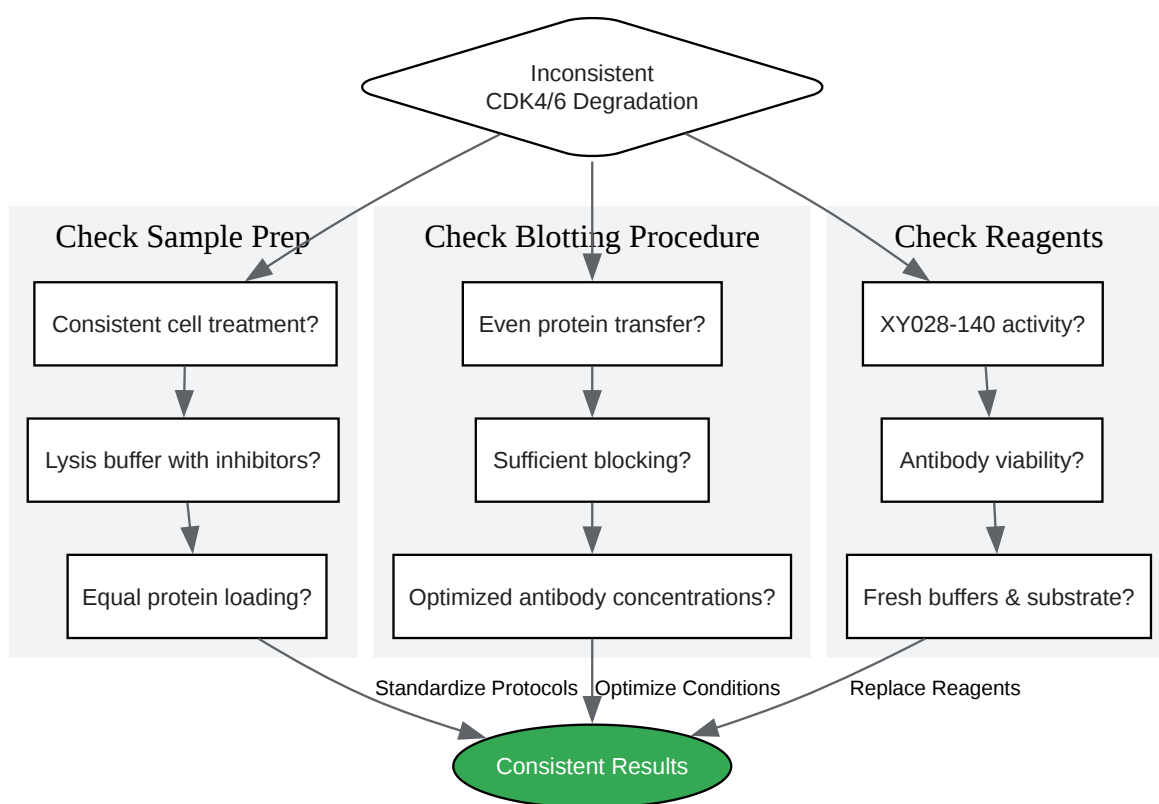 Inconsistent
CDK4/6 Degradation
Check Sample Prep
Consistent cell treatment?
Lysis buffer with inhibitors?
Equal protein loading?
Check Blotting Procedure
Even protein transfer?
Sufficient blocking?
Optimized antibody concentrations?
Check Reagents
XY028-140 activity?
Antibody viability?
Fresh buffers & substrate?
Standardize Protocols
Optimize Conditions
Replace Reagents
Consistent Results